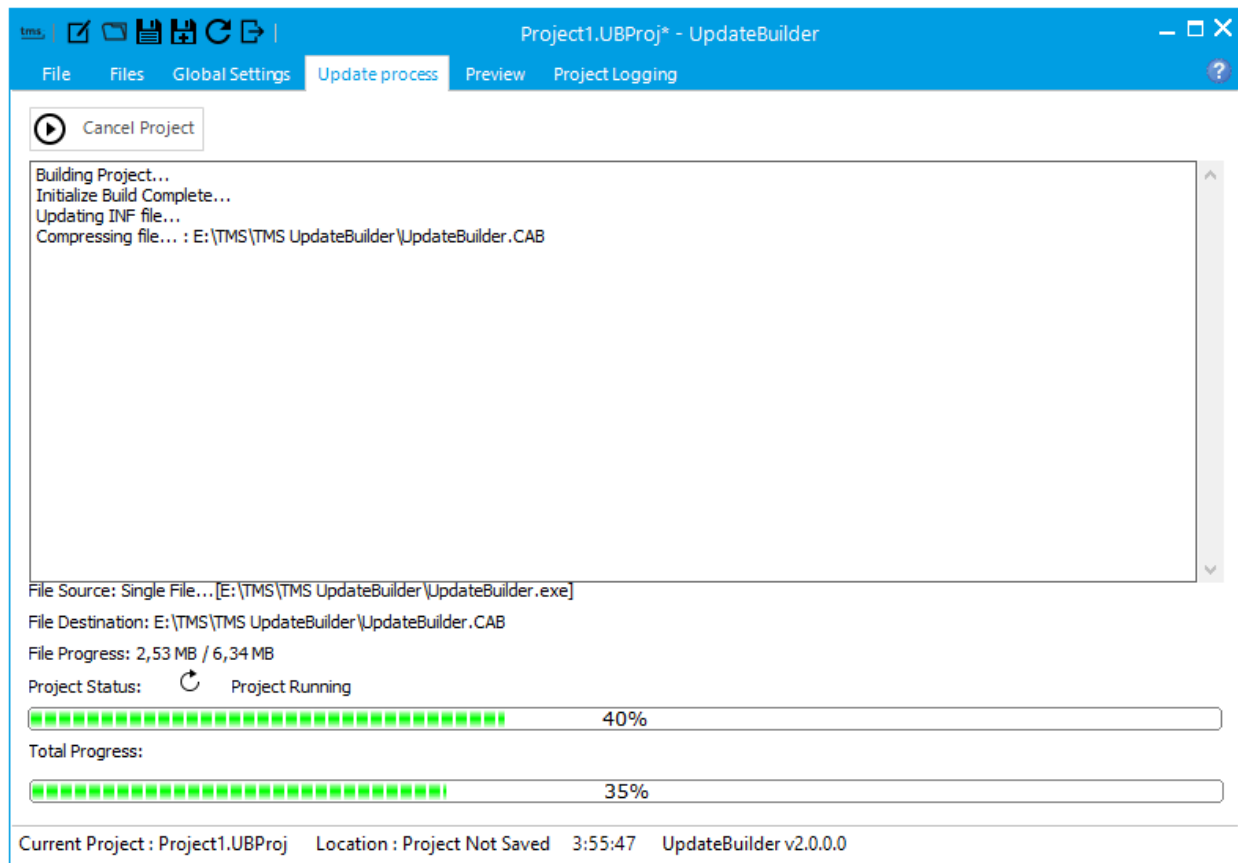 tms
Project1.UBProj* - UpdateBuilder
File Files Global Settings Update process Preview Project Logging ?
Cancel Project
Building Project...
Initialize Build Complete...
Updating INF file...
Compressing file... : E:\TMS\TMS UpdateBuilder\UpdateBuilder.CAB
File Source: Single File...[E:\TMS\TMS UpdateBuilder\UpdateBuilder.exe]
File Destination: E:\TMS\TMS UpdateBuilder\UpdateBuilder.CAB
File Progress: 2,53 MB / 6,34 MB
Project Status: Project Running
40%
Total Progress:
35%
Current Project : Project1.UBProj Location : Project Not Saved 3:55:47 UpdateBuilder v2.0.0.0